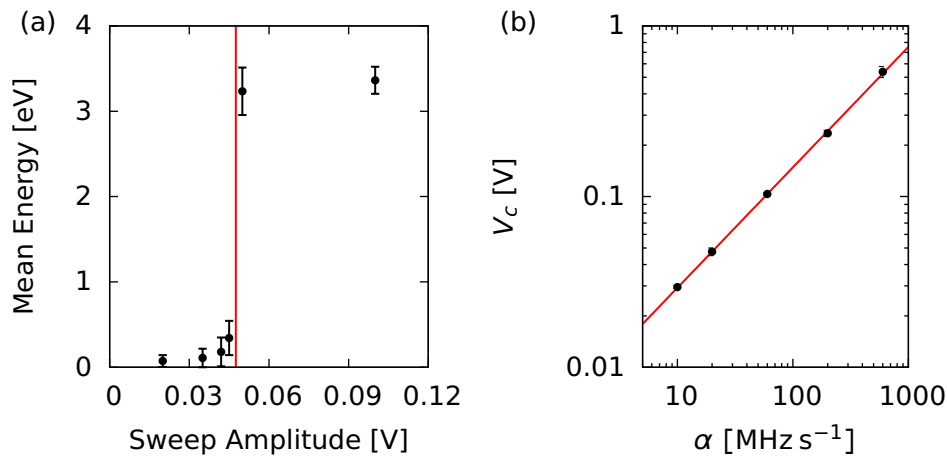 (a)
Mean Energy [eV]
4
3
2
1
0
0 0.03 0.06 0.09 0.12
Sweep Amplitude [V]
(b)
V_c [V]
1
0.1
0.01
10 100 1000
α [MHz s⁻¹]